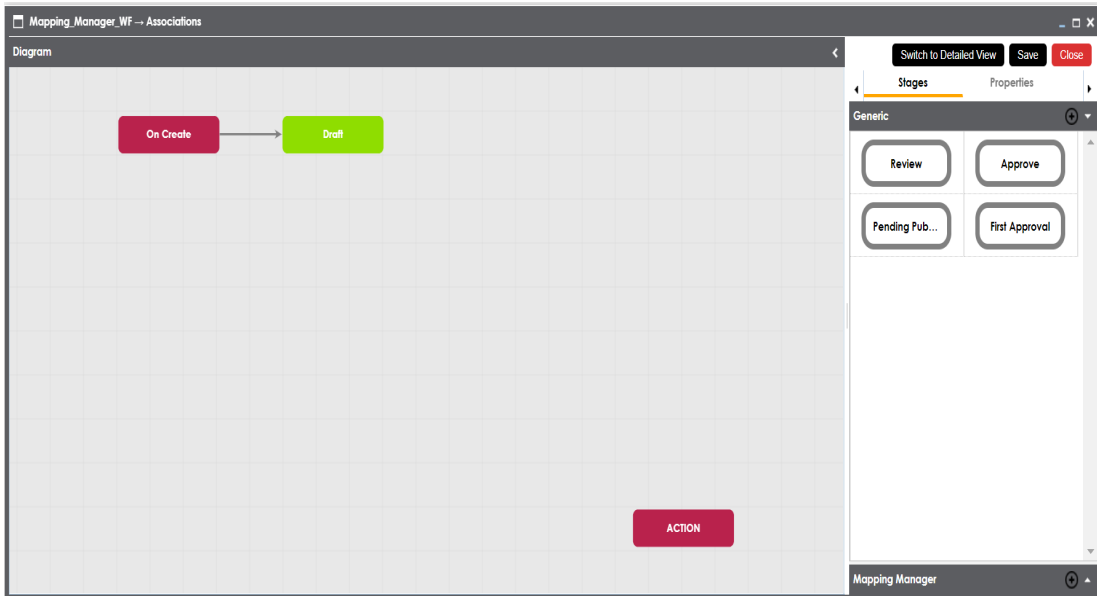 Mapping_Manager_WF → Associations
Diagram
Switch to Detailed View Save Close
Stages Properties
Generic
On Create Draft
Review Approve
Pending Pub... First Approval
ACTION
Mapping Manager